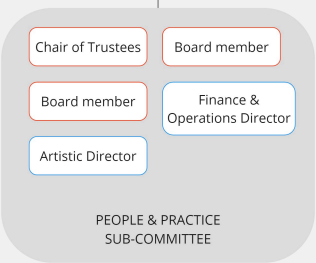 Chair of Trustees
Board member
Board member
Finance &
Operations Director
Artistic Director
PEOPLE & PRACTICE
SUB-COMMITTEE